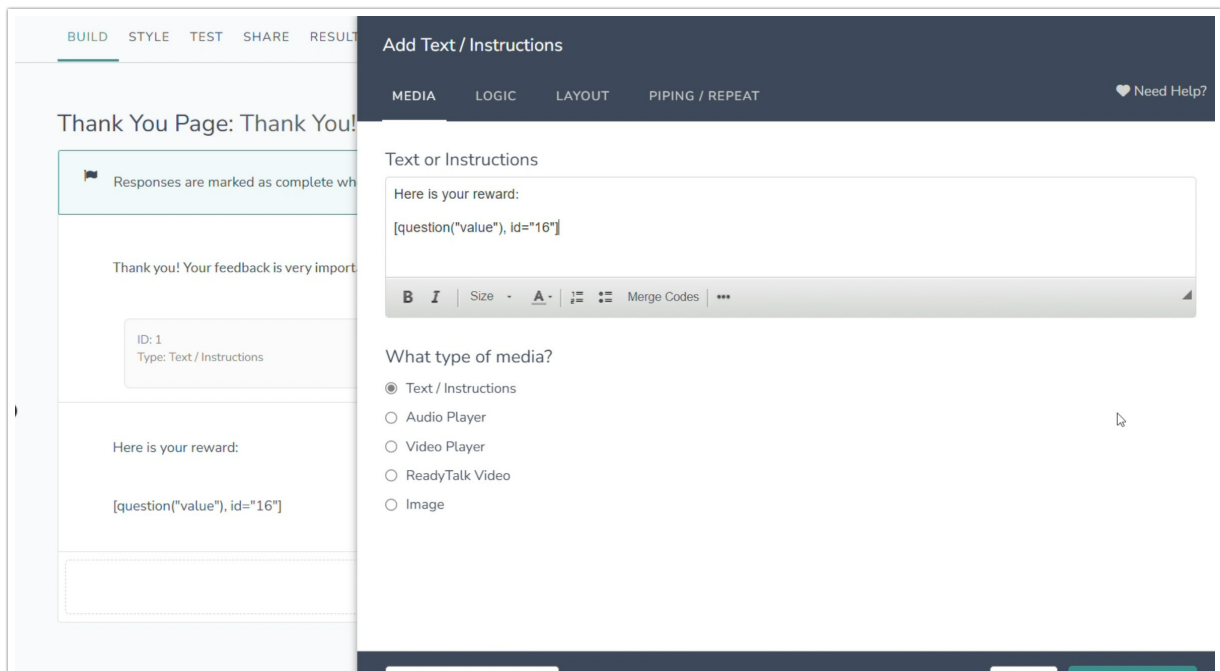 BUILD STYLE TEST SHARE RESULT
Thank You Page: Thank You!
Responses are marked as complete wh
Thank you! Your feedback is very import
ID: 1
Type: Text / Instructions
Here is your reward:
[question("value"), id="16"]
Add Text / Instructions
MEDIA LOGIC LAYOUT PIPING / REPEAT
Need Help?
Text or Instructions
Here is your reward:
[question("value"), id="16"]
B I Size A Merge Codes
What type of media?
Text / Instructions
Audio Player
Video Player
ReadyTalk Video
Image